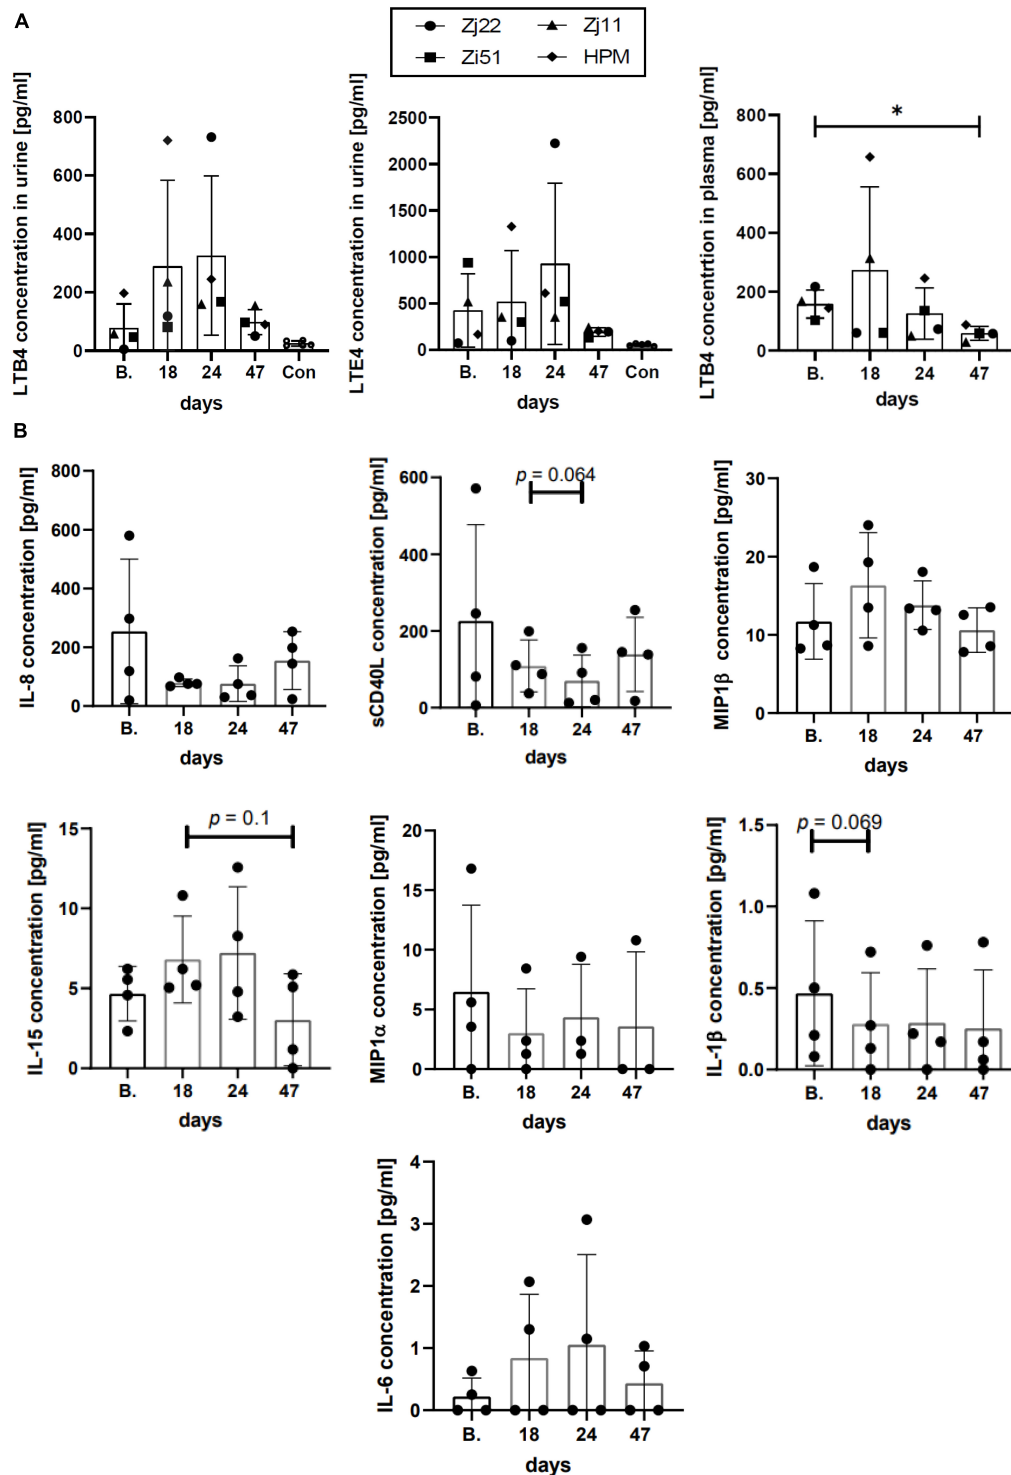 A
Zj22 Zj11
Zi51 HPM
LTB4 concentration in urine [pg/ml]
800
600
400
200
0
B. 18 24 47 Con
days
LTE4 concentration in urine [pg/ml]
2500
2000
1500
1000
500
0
B. 18 24 47 Con
days
LTB4 concentrtion in plasma [pg/ml]
800
600
400
200
0
*
B. 18 24 47
days
B
IL-8 concentration [pg/ml]
800
600
400
200
0
B. 18 24 47
days
sCD40L concentration [pg/ml]
600
400
200
0
p = 0.064
B. 18 24 47
days
MIP1β concentration [pg/ml]
30
20
10
0
B. 18 24 47
days
IL-15 concentration [pg/ml]
15
10
5
0
p = 0.1
B. 18 24 47
days
MIP1α concentration [pg/ml]
20
15
10
5
0
B. 18 24 47
days
IL-1β concentration [pg/ml]
1.5
1.0
0.5
0.0
p = 0.069
B. 18 24 47
days
IL-6 concentration [pg/ml]
4
3
2
1
0
B. 18 24 47
days